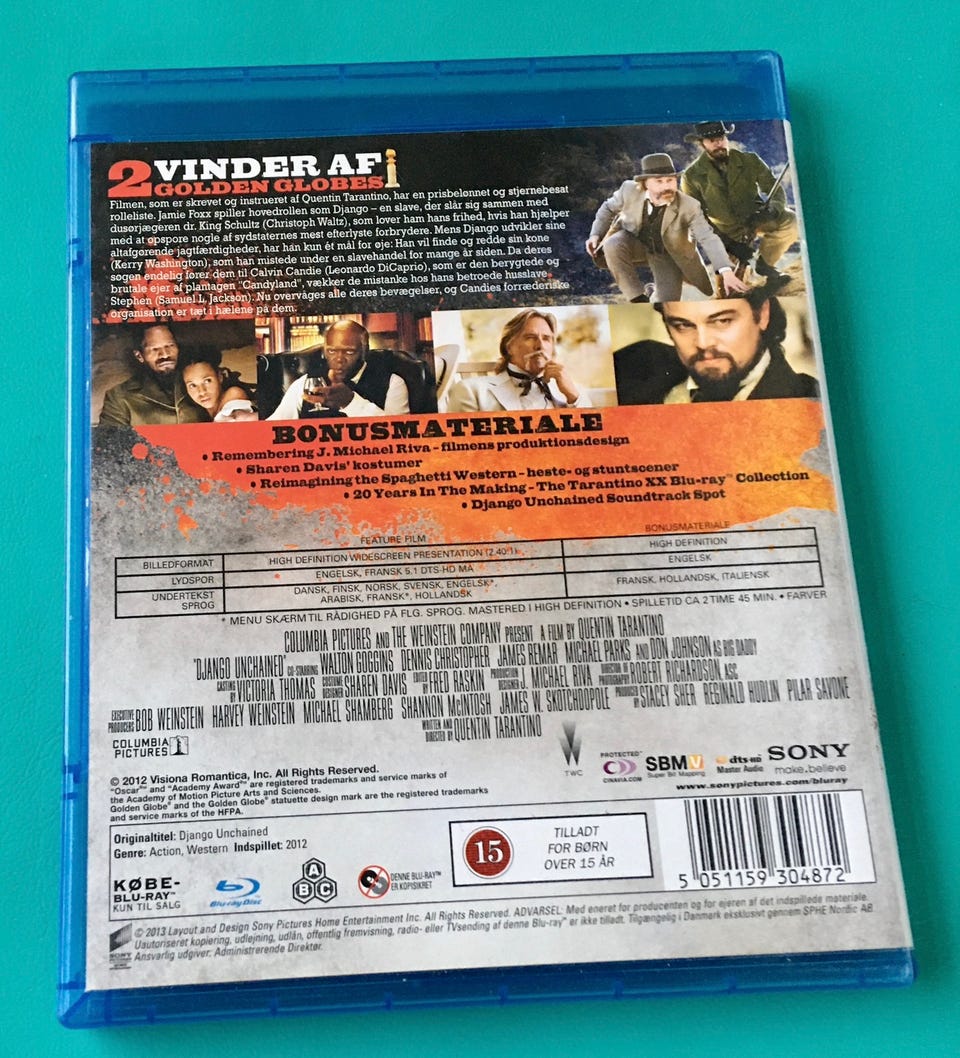 2 VINDER AF
GOLDEN GLOBES
Filmen, som er skrevet og instrueret af Quentin Tarantino, har en prisbelønnet og stjernebesat
rolleliste. Jamie Foxx spiller hovedrollen som Django – en slave, der slår sig sammen med
dusørjægeren dr. King Schultz (Christoph Waltz), som lover ham hans frihed, hvis han hjælper
med at opspore nogle af sydstaternes mest efterlyste forbrydere. Mens Django udvikler sine
altafgørende jagtfærdigheder, har han kun ét mål for øje: Han vil finde og redde sin kone
(Kerry Washington), som han mistede under en slavehandel for mange år siden. Da deres
søgen endelig fører dem til Calvin Candie (Leonardo DiCaprio), som er den berygtede og
brutale ejer af plantagen "Candyland", vækker de mistanke hos hans betroede husslave
Stephen (Samuel L. Jackson). Nu overvåges alle deres bevægelser, og Candies forræderiske
organisation er tæt i hælene på dem.
BONUSMATERIALE
• Remembering J. Michael Riva – filmens produktionsdesign
• Sharen Davis' kostumer
• Reimagining the Spaghetti Western – heste- og stuntscener
• 20 Years In The Making – The Tarantino XX Blu-ray™ Collection
• Django Unchained Soundtrack Spot
FEATURE FILM BONUSMATERIALE
BILLEDFORMAT HIGH DEFINITION WIDESCREEN PRESENTATION (2.40:1) HIGH DEFINITION
LYDSPOR ENGELSK, FRANSK 5.1 DTS-HD MA ENGELSK
UNDERTEKST DANSK, FINSK, NORSK, SVENSK, ENGELSK*, FRANSK, HOLLANDSK, ITALIENSK
SPROG ARABISK, FRANSK*, HOLLANDSK
* MENU SKÆRM TIL RÅDIGHED PÅ FLG. SPROG. MASTERED IN HIGH DEFINITION • SPILLETID CA 2 TIME 45 MIN. • FARVER
COLUMBIA PICTURES AND THE WEINSTEIN COMPANY PRESENT A FILM BY QUENTIN TARANTINO
"DJANGO UNCHAINED" CO-STARRING WALTON GOGGINS DENNIS CHRISTOPHER JAMES REMAR MICHAEL PARKS AND DON JOHNSON AS BIG DADDY
CASTING BY VICTORIA THOMAS COSTUME DESIGNER SHAREN DAVIS EDITED BY FRED RASKIN PRODUCTION DESIGNER J. MICHAEL RIVA DIRECTOR OF PHOTOGRAPHY ROBERT RICHARDSON, ASC
EXECUTIVE PRODUCERS BOB WEINSTEIN HARVEY WEINSTEIN MICHAEL SHAMBERG SHANNON McINTOSH JAMES W. SKOTCHDOPOLE PRODUCED BY STACEY SHER REGINALD HUDLIN PILAR SAVONE
WRITTEN AND DIRECTED BY QUENTIN TARANTINO
COLUMBIA
PICTURES
TWC
PROTECTED
CINAVIA.COM
SBMV
Super Bit Mapping
dts-HD
Master Audio
SONY
make.believe
www.sonypictures.com/bluray
© 2012 Visiona Romantica, Inc. All Rights Reserved.
"Oscar®" and "Academy Award®" are registered trademarks and service marks of
the Academy of Motion Picture Arts and Sciences.
Golden Globe® and the Golden Globe® statuette design mark are the registered trademarks
and service marks of the HFPA.
Originaltitel: Django Unchained
Genre: Action, Western Indspillet: 2012
KØBE-
BLU-RAY™
KUN TIL SALG
Blu-ray Disc
A
B C
DENNE BLU-RAY™
ER KOPISIKRET
15
TILLADT
FOR BØRN
OVER 15 ÅR
5 051159 304872
SONY
© 2013 Layout and Design Sony Pictures Home Entertainment Inc. All Rights Reserved. ADVARSEL: Med eneret for producenten og for ejeren af det indspillede materiale.
Uautoriseret kopiering, udlejning, udlån, offentlig fremvisning, radio- eller TVsending af denne Blu-ray™ er ikke tilladt. Tilgængelig i Danmark eksklusivt gennem SPHE Nordic AB
Ansvarlig udgiver: Administrerende Direktør.